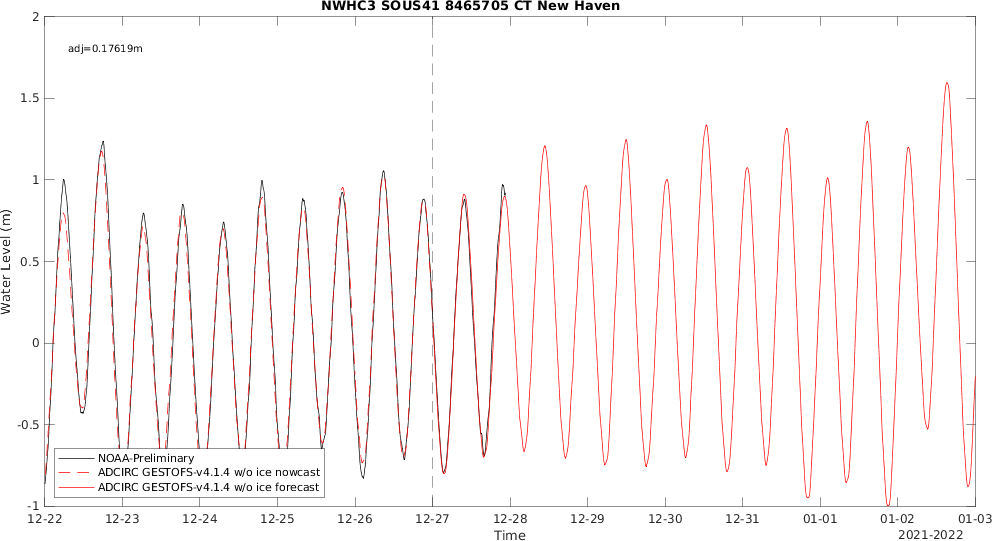 NWHC3 SOUS41 8465705 CT New Haven
adj=0.17619m
Water Level (m)
2
1.5
1
0.5
0
-0.5
-1
NOAA-Preliminary
ADCIRC GESTOFS-v4.1.4 w/o ice nowcast
ADCIRC GESTOFS-v4.1.4 w/o ice forecast
12-22 12-23 12-24 12-25 12-26 12-27 12-28 12-29 12-30 12-31 01-01 01-02 01-03
Time
2021-2022